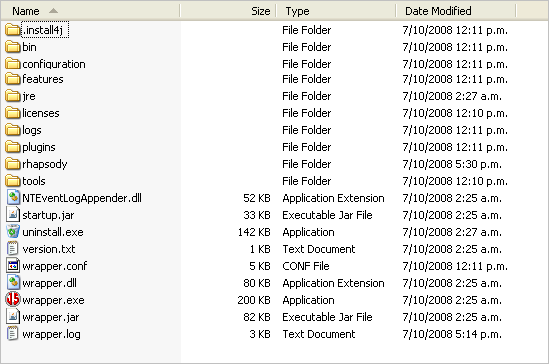 Name Size Type Date Modified
.install4j File Folder 7/10/2008 12:11 p.m.
bin File Folder 7/10/2008 12:11 p.m.
configuration File Folder 7/10/2008 12:11 p.m.
features File Folder 7/10/2008 12:11 p.m.
jre File Folder 7/10/2008 2:27 a.m.
licenses File Folder 7/10/2008 12:10 p.m.
logs File Folder 7/10/2008 12:11 p.m.
plugins File Folder 7/10/2008 12:11 p.m.
rhapsody File Folder 7/10/2008 5:30 p.m.
tools File Folder 7/10/2008 12:10 p.m.
NTEventLogAppender.dll 52 KB Application Extension 7/10/2008 2:25 a.m.
startup.jar 33 KB Executable Jar File 7/10/2008 2:25 a.m.
uninstall.exe 142 KB Application 7/10/2008 2:27 a.m.
version.txt 1 KB Text Document 7/10/2008 2:25 a.m.
wrapper.conf 5 KB CONF File 7/10/2008 12:11 p.m.
wrapper.dll 80 KB Application Extension 7/10/2008 2:25 a.m.
wrapper.exe 200 KB Application 7/10/2008 2:25 a.m.
wrapper.jar 82 KB Executable Jar File 7/10/2008 2:25 a.m.
wrapper.log 3 KB Text Document 7/10/2008 5:14 p.m.